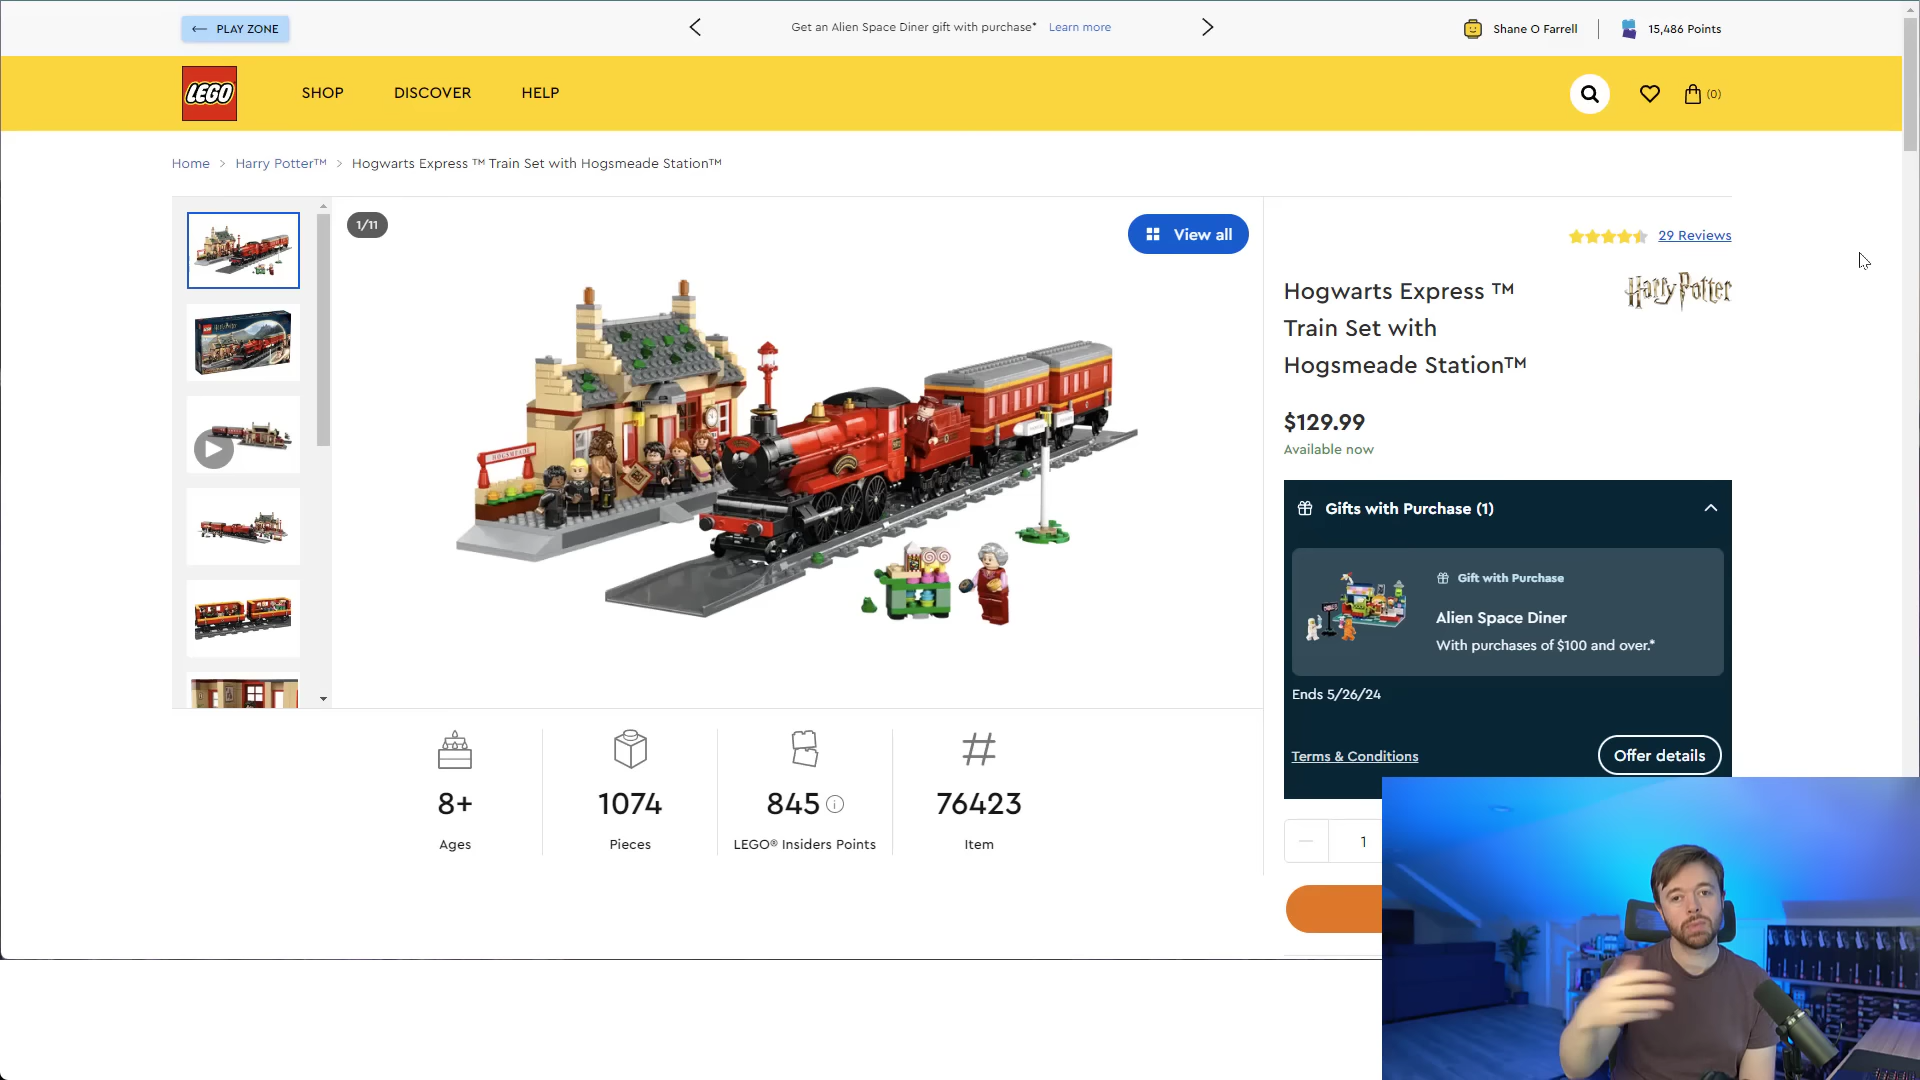 PLAY ZONE
Get an Alien Space Diner gift with purchase* Learn more
Shane O Farrell
15,486 Points
LEGO
SHOP
DISCOVER
HELP
(0)
Home > Harry Potter™ > Hogwarts Express ™ Train Set with Hogsmeade Station™
1/11
View all
29 Reviews
Hogwarts Express ™
Train Set with
Hogsmeade Station™
Harry Potter
$129.99
Available now
HOGSMEADE
Gifts with Purchase (1)
Gift with Purchase
Alien Space Diner
With purchases of $100 and over.*
Ends 5/26/24
Terms & Conditions
Offer details
8+
Ages
1074
Pieces
845
LEGO® Insiders Points
76423
Item
1